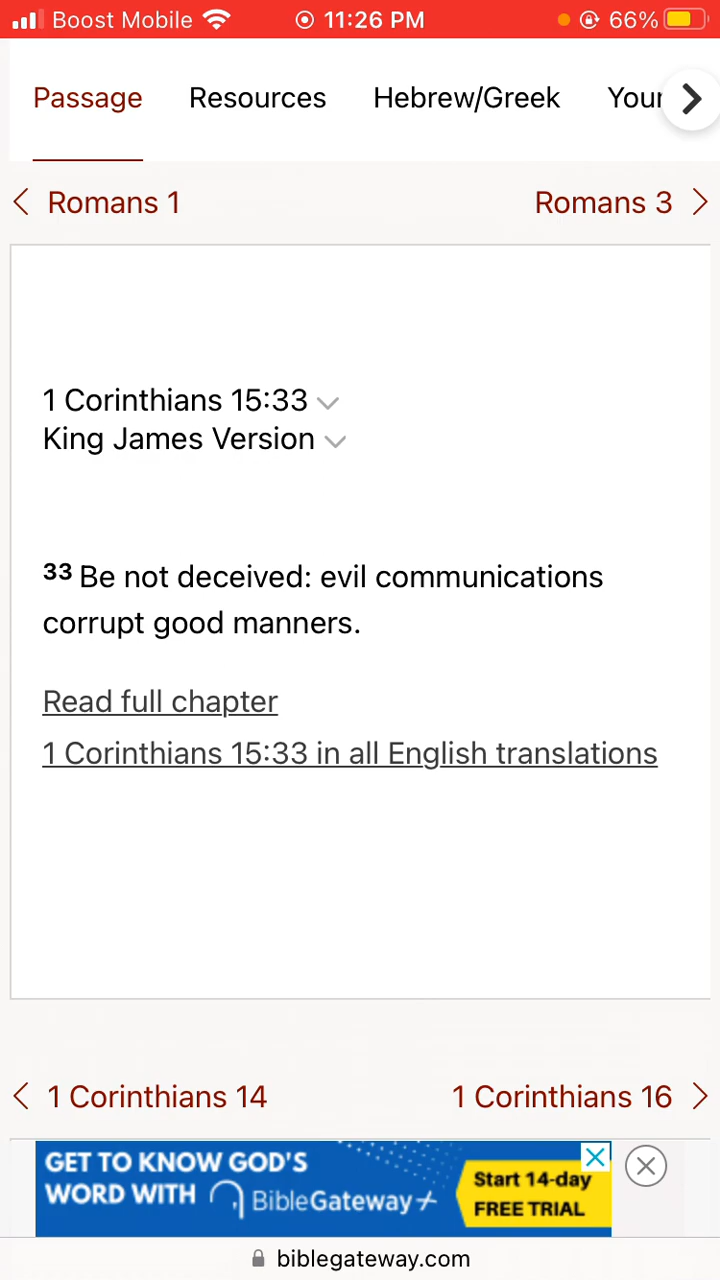 Boost Mobile 11:26 PM 66%
Passage Resources Hebrew/Greek Your
Romans 1 Romans 3
1 Corinthians 15:33
King James Version
33 Be not deceived: evil communications
corrupt good manners.
Read full chapter
1 Corinthians 15:33 in all English translations
1 Corinthians 14 1 Corinthians 16
GET TO KNOW GOD'S
WORD WITH BibleGateway+
Start 14-day
FREE TRIAL
biblegateway.com